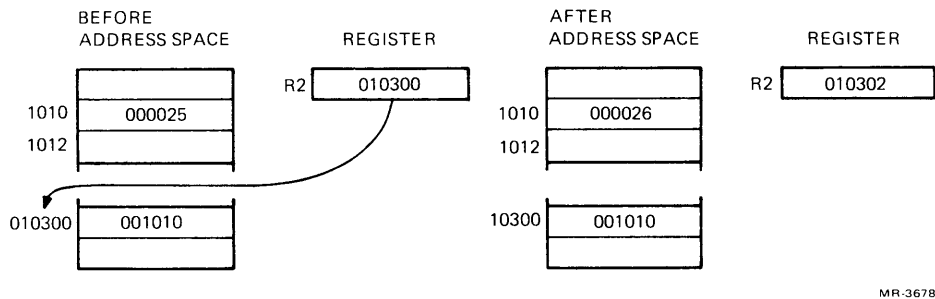 BEFORE
ADDRESS SPACE
REGISTER
AFTER
ADDRESS SPACE
REGISTER
R2 010300
R2 010302
1010 000025
1010 000026
1012
1012
010300 001010
10300 001010
MR-3678